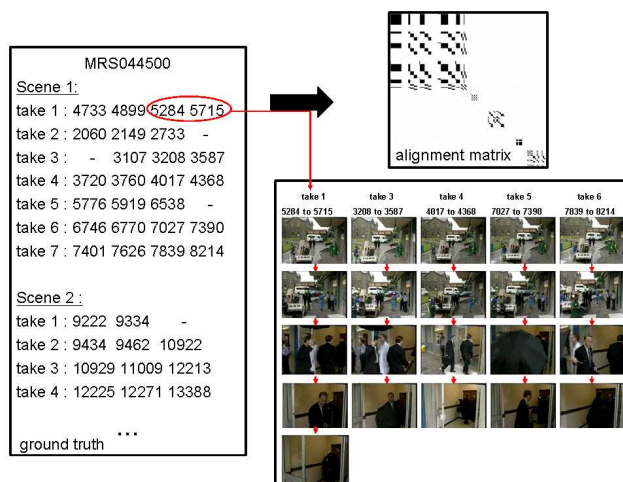 MRS044500
Scene 1:
take 1 : 4733 4899 5284 5715
take 2 : 2060 2149 2733 -
take 3 : - 3107 3208 3587
take 4 : 3720 3760 4017 4368
take 5 : 5776 5919 6538 -
take 6 : 6746 6770 7027 7390
take 7 : 7401 7626 7839 8214
Scene 2 :
take 1 : 9222 9334 -
take 2 : 9434 9462 10922
take 3 : 10929 11009 12213
take 4 : 12225 12271 13388
...
ground truth
alignment matrix
take 1 take 3 take 4 take 5 take 6
5284 to 5715 3208 to 3587 4017 to 4368 7027 to 7390 7839 to 8214